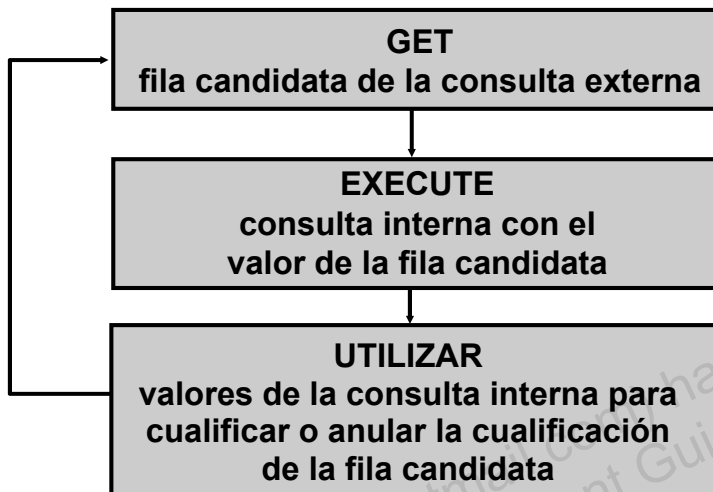 GET
fila candidata de la consulta externa
EXECUTE
consulta interna con el
valor de la fila candidata
UTILIZAR
valores de la consulta interna para
cualificar o anular la cualificación
de la fila candidata